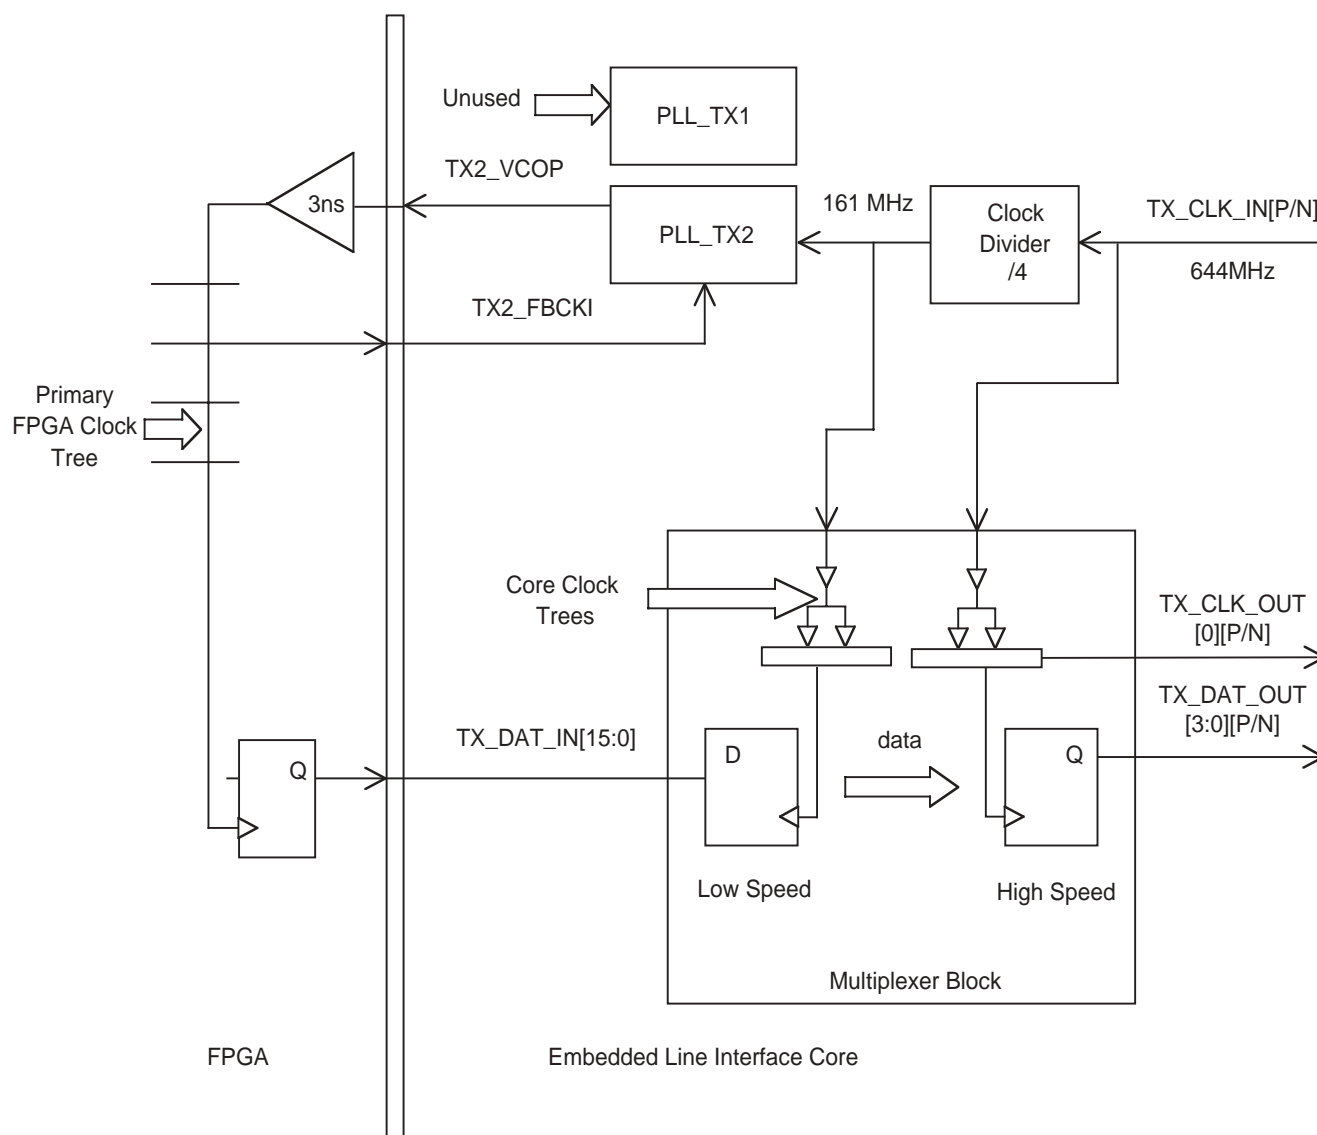 Unused
PLL_TX1
TX2_VCOP
3ns
PLL_TX2
161 MHz
Clock
Divider
/4
TX_CLK_IN[P/N]
644MHz
TX2_FBCKI
Primary
FPGA Clock
Tree
Core Clock
Trees
TX_CLK_OUT
[0][P/N]
TX_DAT_OUT
[3:0][P/N]
TX_DAT_IN[15:0]
Q
D
data
Q
Low Speed
High Speed
Multiplexer Block
FPGA
Embedded Line Interface Core